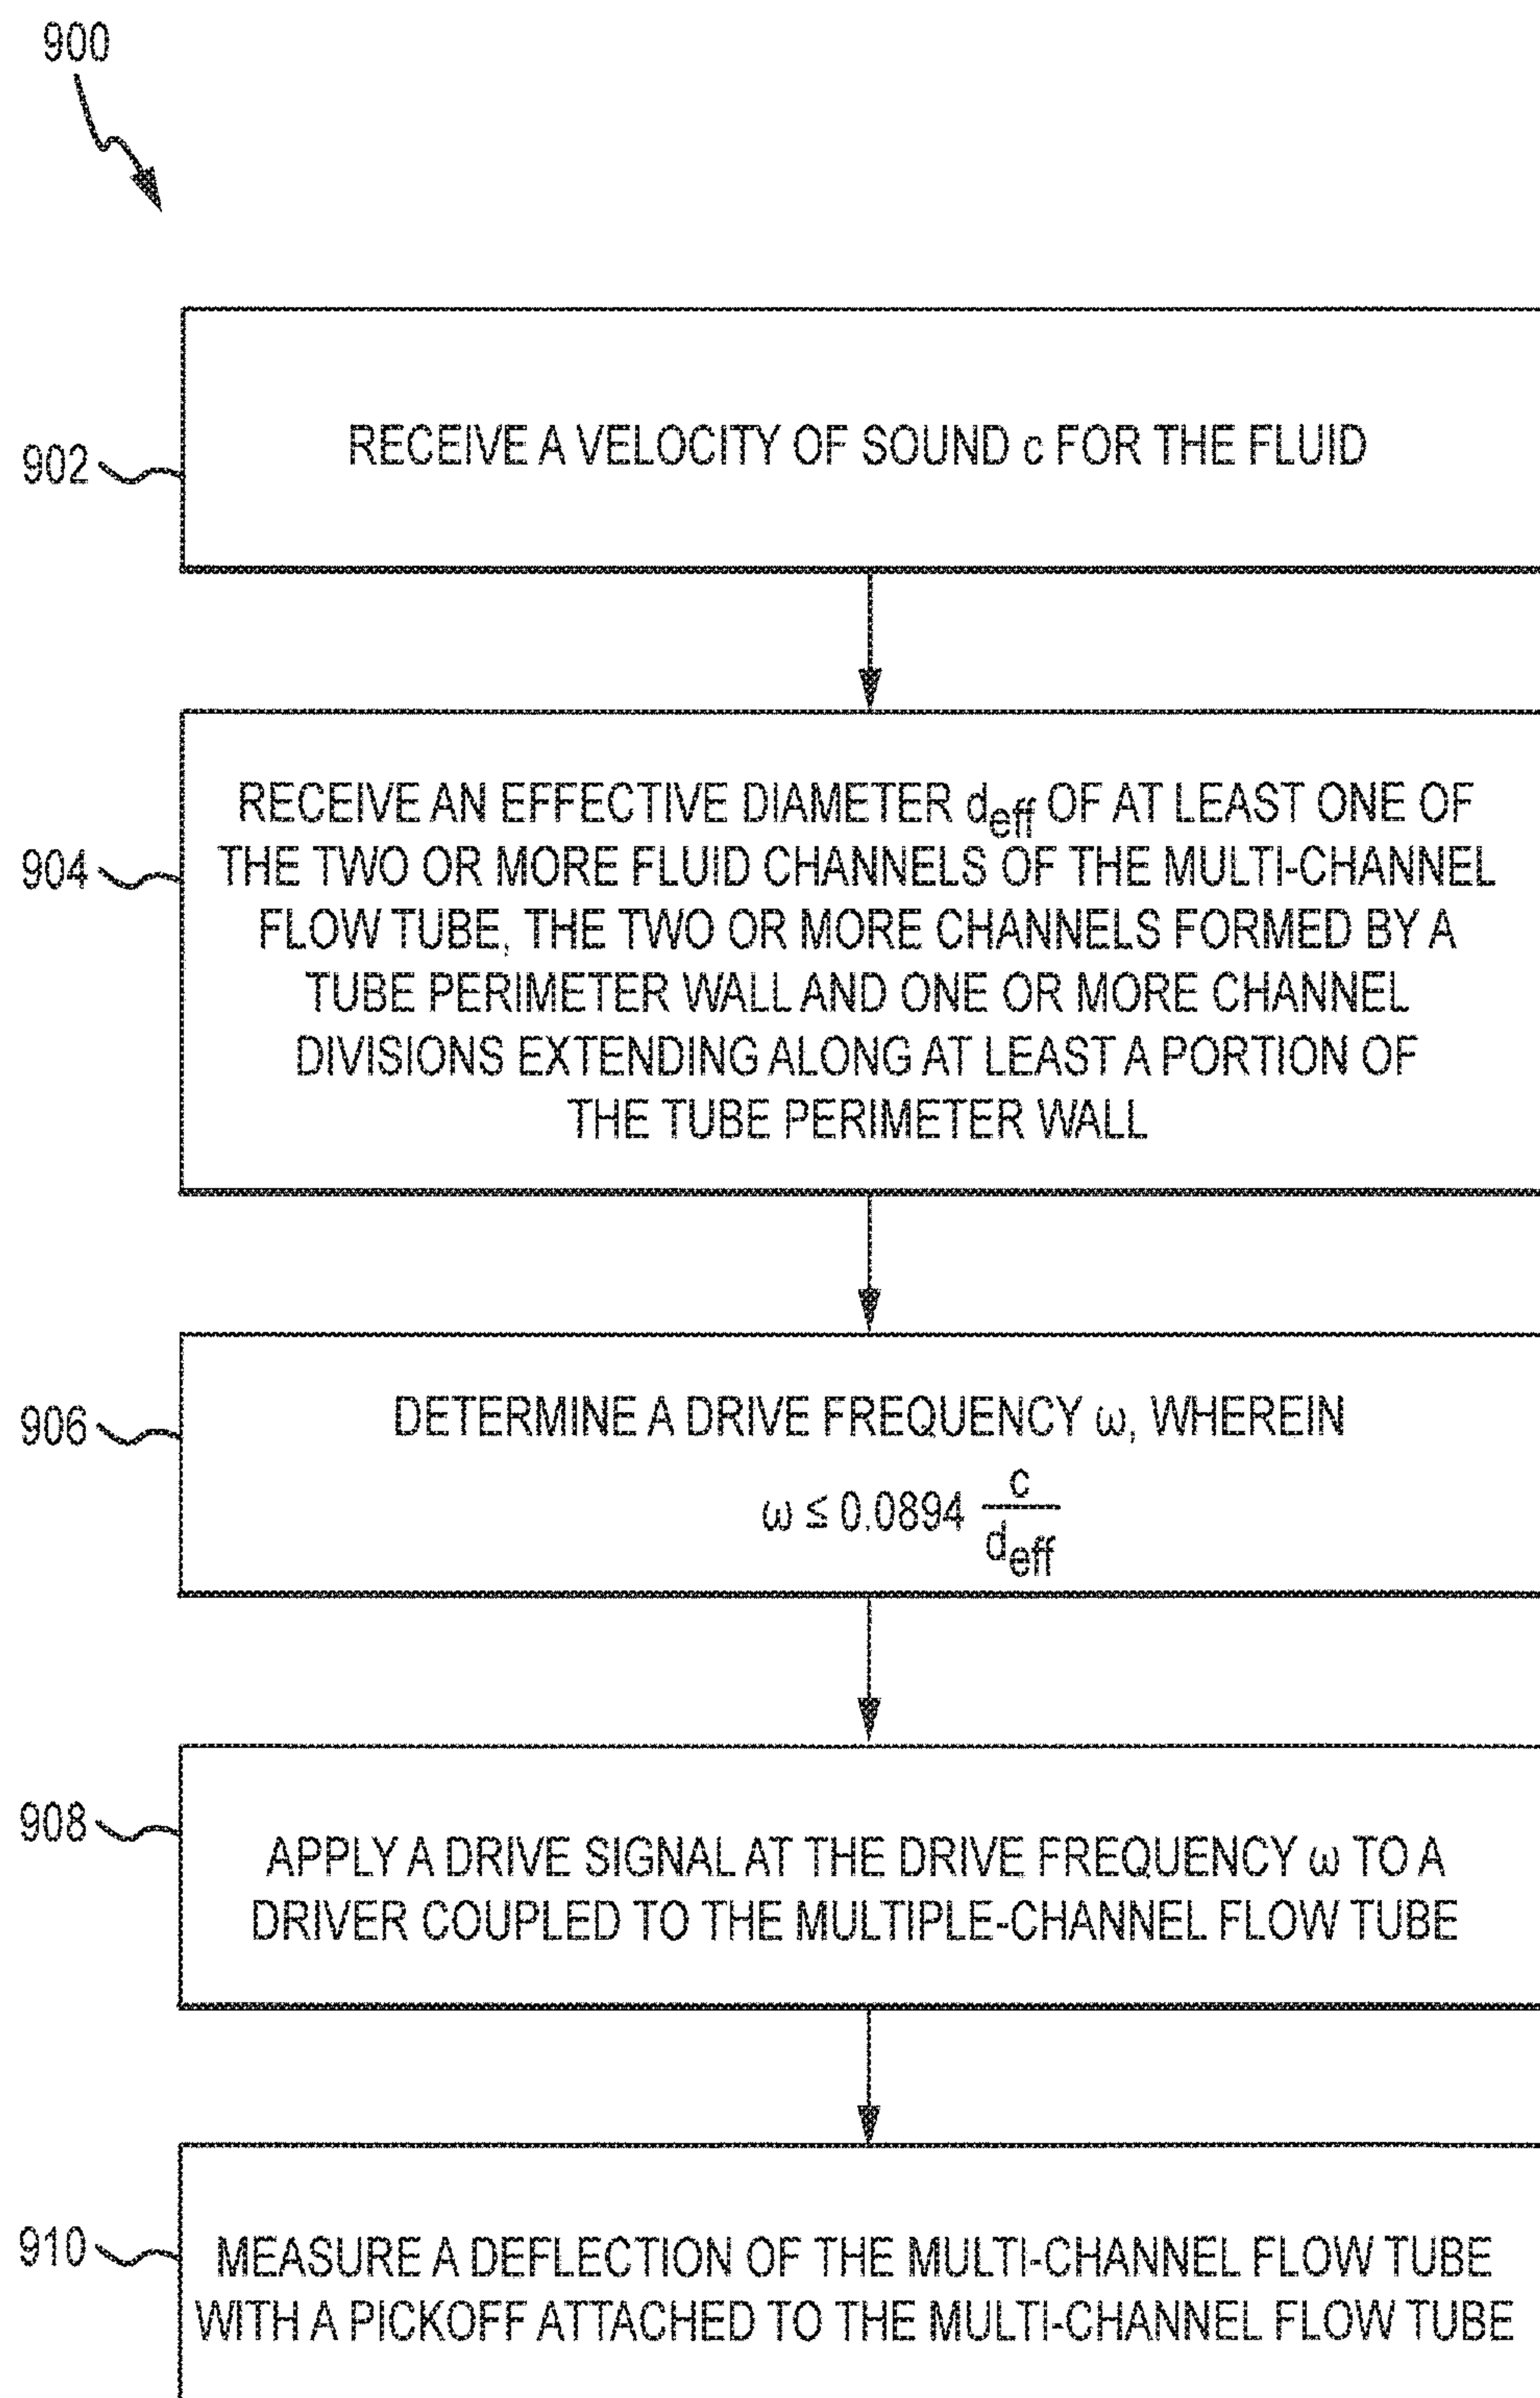 900
902
RECEIVE A VELOCITY OF SOUND c FOR THE FLUID
904
RECEIVE AN EFFECTIVE DIAMETER deff OF AT LEAST ONE OF
THE TWO OR MORE FLUID CHANNELS OF THE MULTI-CHANNEL
FLOW TUBE, THE TWO OR MORE CHANNELS FORMED BY A
TUBE PERIMETER WALL AND ONE OR MORE CHANNEL
DIVISIONS EXTENDING ALONG AT LEAST A PORTION OF
THE TUBE PERIMETER WALL
906
DETERMINE A DRIVE FREQUENCY ω, WHEREIN
ω ≤ 0.0894 c/deff
908
APPLY A DRIVE SIGNAL AT THE DRIVE FREQUENCY ω TO A
DRIVER COUPLED TO THE MULTIPLE-CHANNEL FLOW TUBE
910
MEASURE A DEFLECTION OF THE MULTI-CHANNEL FLOW TUBE
WITH A PICKOFF ATTACHED TO THE MULTI-CHANNEL FLOW TUBE